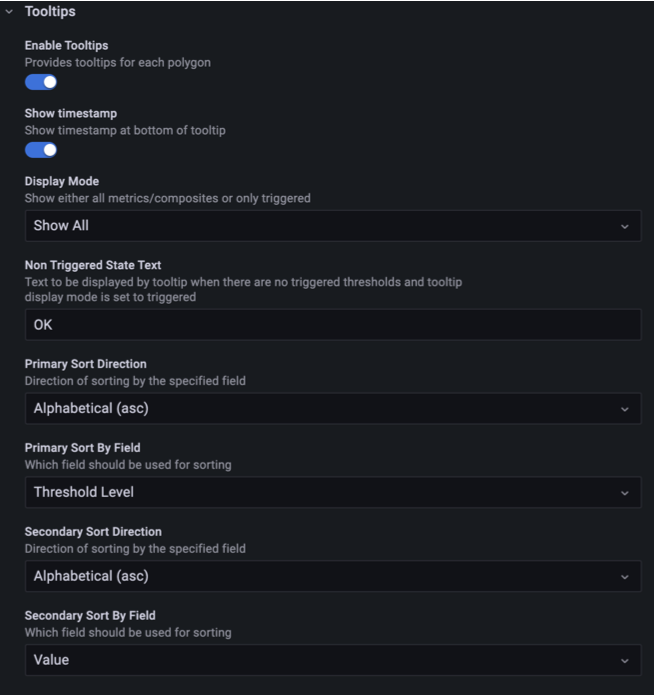 Tooltips
Enable Tooltips
Provides tooltips for each polygon
Show timestamp
Show timestamp at bottom of tooltip
Display Mode
Show either all metrics/composites or only triggered
Show All
Non Triggered State Text
Text to be displayed by tooltip when there are no triggered thresholds and tooltip
display mode is set to triggered
OK
Primary Sort Direction
Direction of sorting by the specified field
Alphabetical (asc)
Primary Sort By Field
Which field should be used for sorting
Threshold Level
Secondary Sort Direction
Direction of sorting by the specified field
Alphabetical (asc)
Secondary Sort By Field
Which field should be used for sorting
Value